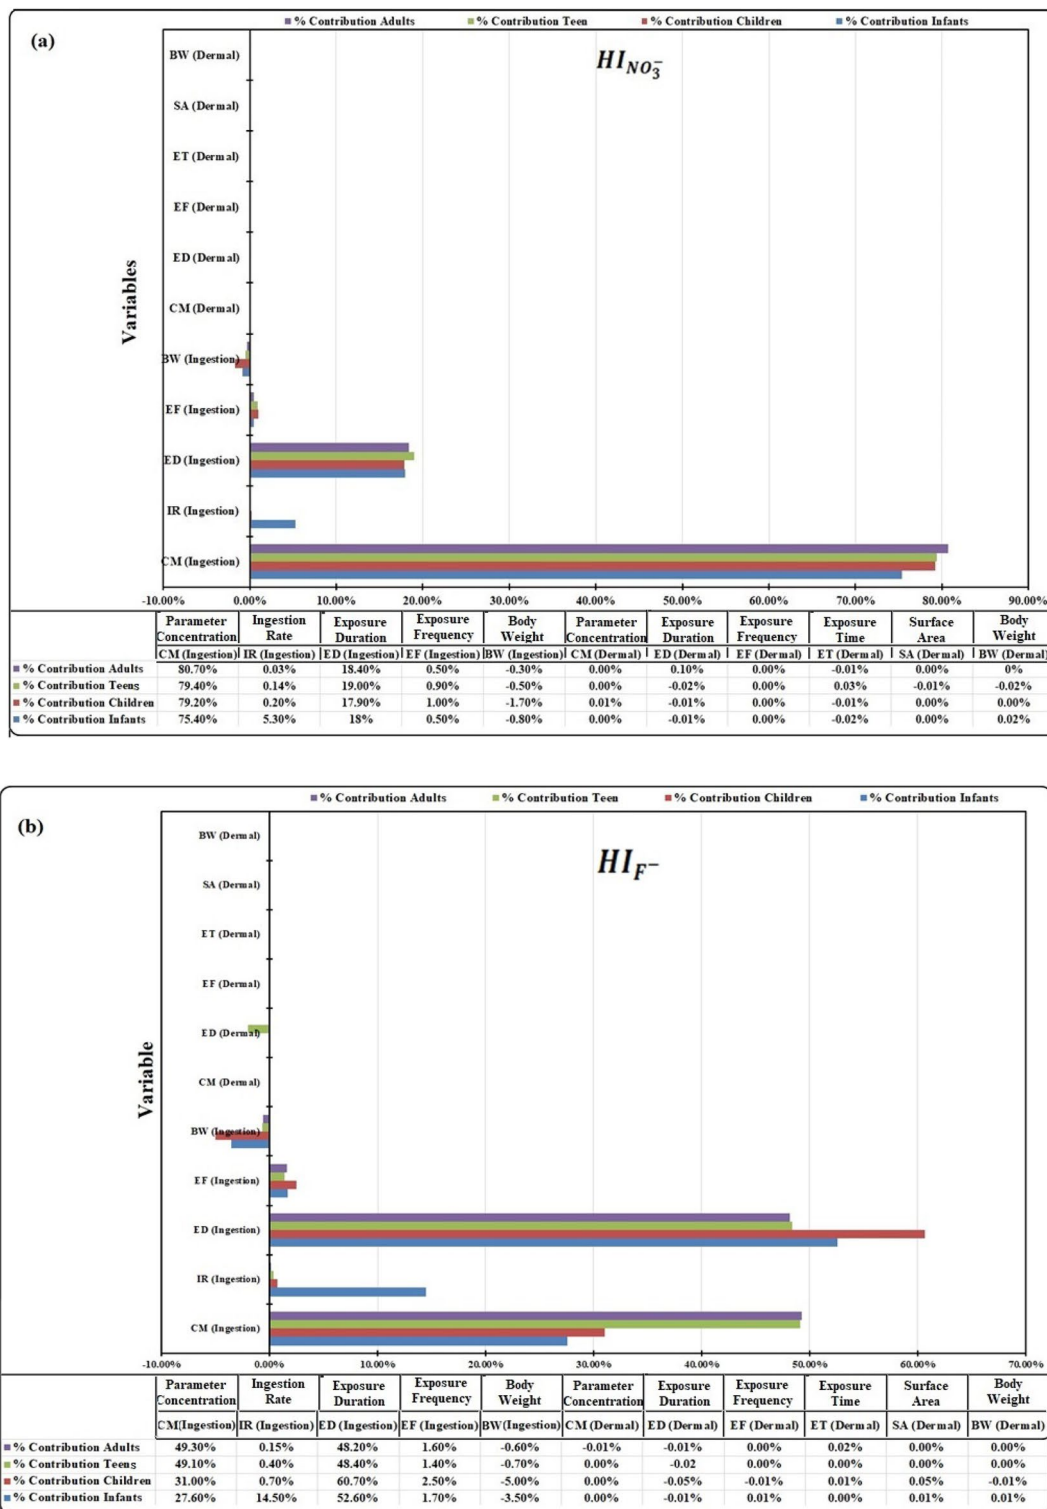 % Contribution Adults % Contribution Teen % Contribution Children % Contribution Infants
(a)
HI NO3-
BW (Dermal)
SA (Dermal)
ET (Dermal)
EF (Dermal)
ED (Dermal)
CM (Dermal)
BW (Ingestion)
EF (Ingestion)
ED (Ingestion)
IR (Ingestion)
CM (Ingestion)
Variables
-10.00% 0.00% 10.00% 20.00% 30.00% 40.00% 50.00% 60.00% 70.00% 80.00% 90.00%
Parameter Concentration Ingestion Rate Exposure Duration Exposure Frequency Body Weight Parameter Concentration Exposure Duration Exposure Frequency Exposure Time Surface Area Body Weight
CM (Ingestion) IR (Ingestion) ED (Ingestion) EF (Ingestion) BW (Ingestion) CM (Dermal) ED (Dermal) EF (Dermal) ET (Dermal) SA (Dermal) BW (Dermal)
% Contribution Adults 80.70% 0.03% 18.40% 0.50% -0.30% 0.00% 0.10% 0.00% -0.01% 0.00% 0%
% Contribution Teens 79.40% 0.14% 19.00% 0.90% -0.50% 0.00% -0.02% 0.00% 0.03% -0.01% -0.02%
% Contribution Children 79.20% 0.20% 17.90% 1.00% -1.70% 0.01% -0.01% 0.00% -0.01% 0.00% 0.00%
% Contribution Infants 75.40% 5.30% 18% 0.50% -0.80% 0.00% -0.01% 0.00% -0.02% 0.00% 0.02%
% Contribution Adults % Contribution Teen % Contribution Children % Contribution Infants
(b)
HI F-
BW (Dermal)
SA (Dermal)
ET (Dermal)
EF (Dermal)
ED (Dermal)
CM (Dermal)
BW (Ingestion)
EF (Ingestion)
ED (Ingestion)
IR (Ingestion)
CM (Ingestion)
Variable
-10.00% 0.00% 10.00% 20.00% 30.00% 40.00% 50.00% 60.00% 70.00%
Parameter Concentration Ingestion Rate Exposure Duration Exposure Frequency Body Weight Parameter Concentration Exposure Duration Exposure Frequency Exposure Time Surface Area Body Weight
CM(Ingestion) IR (Ingestion) ED (Ingestion) EF (Ingestion) BW(Ingestion) CM (Dermal) ED (Dermal) EF (Dermal) ET (Dermal) SA (Dermal) BW (Dermal)
% Contribution Adults 49.30% 0.15% 48.20% 1.60% -0.60% -0.01% -0.01% 0.00% 0.02% 0.00% 0.00%
% Contribution Teens 49.10% 0.40% 48.40% 1.40% -0.70% 0.00% -0.02 0.00% 0.00% 0.00% 0.00%
% Contribution Children 31.00% 0.70% 60.70% 2.50% -5.00% 0.00% -0.05% -0.01% 0.01% 0.05% -0.01%
% Contribution Infants 27.60% 14.50% 52.60% 1.70% -3.50% 0.00% -0.01% 0.01% 0.00% 0.01% 0.01%